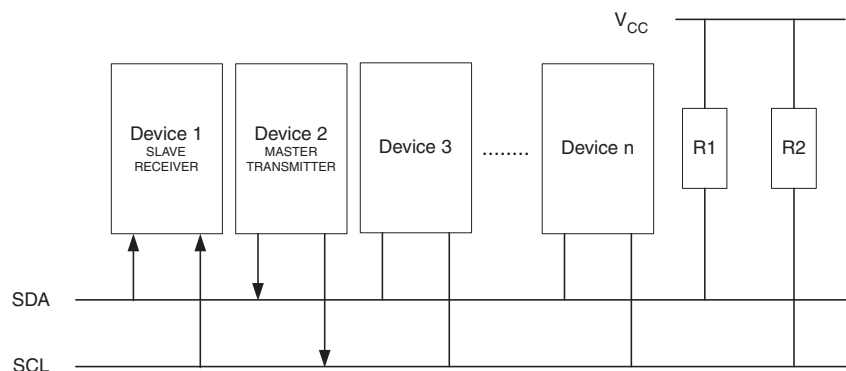 V_CC
Device 1
SLAVE
RECEIVER
Device 2
MASTER
TRANSMITTER
Device 3
........
Device n
R1
R2
SDA
SCL